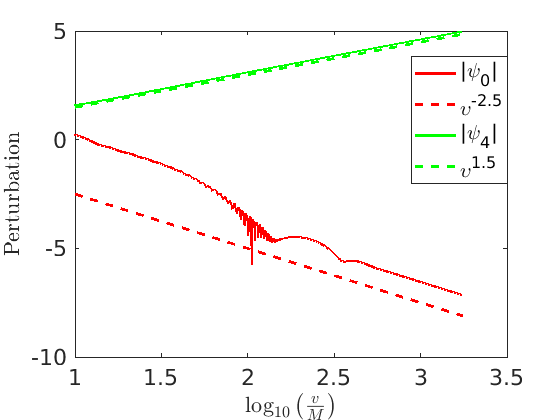 5
0
-5
-10
1
1.5
2
2.5
3
3.5
Perturbation
log₁₀ (v/M)
|ψ₀|
υ⁻²·⁵
|ψ₄|
υ¹·⁵